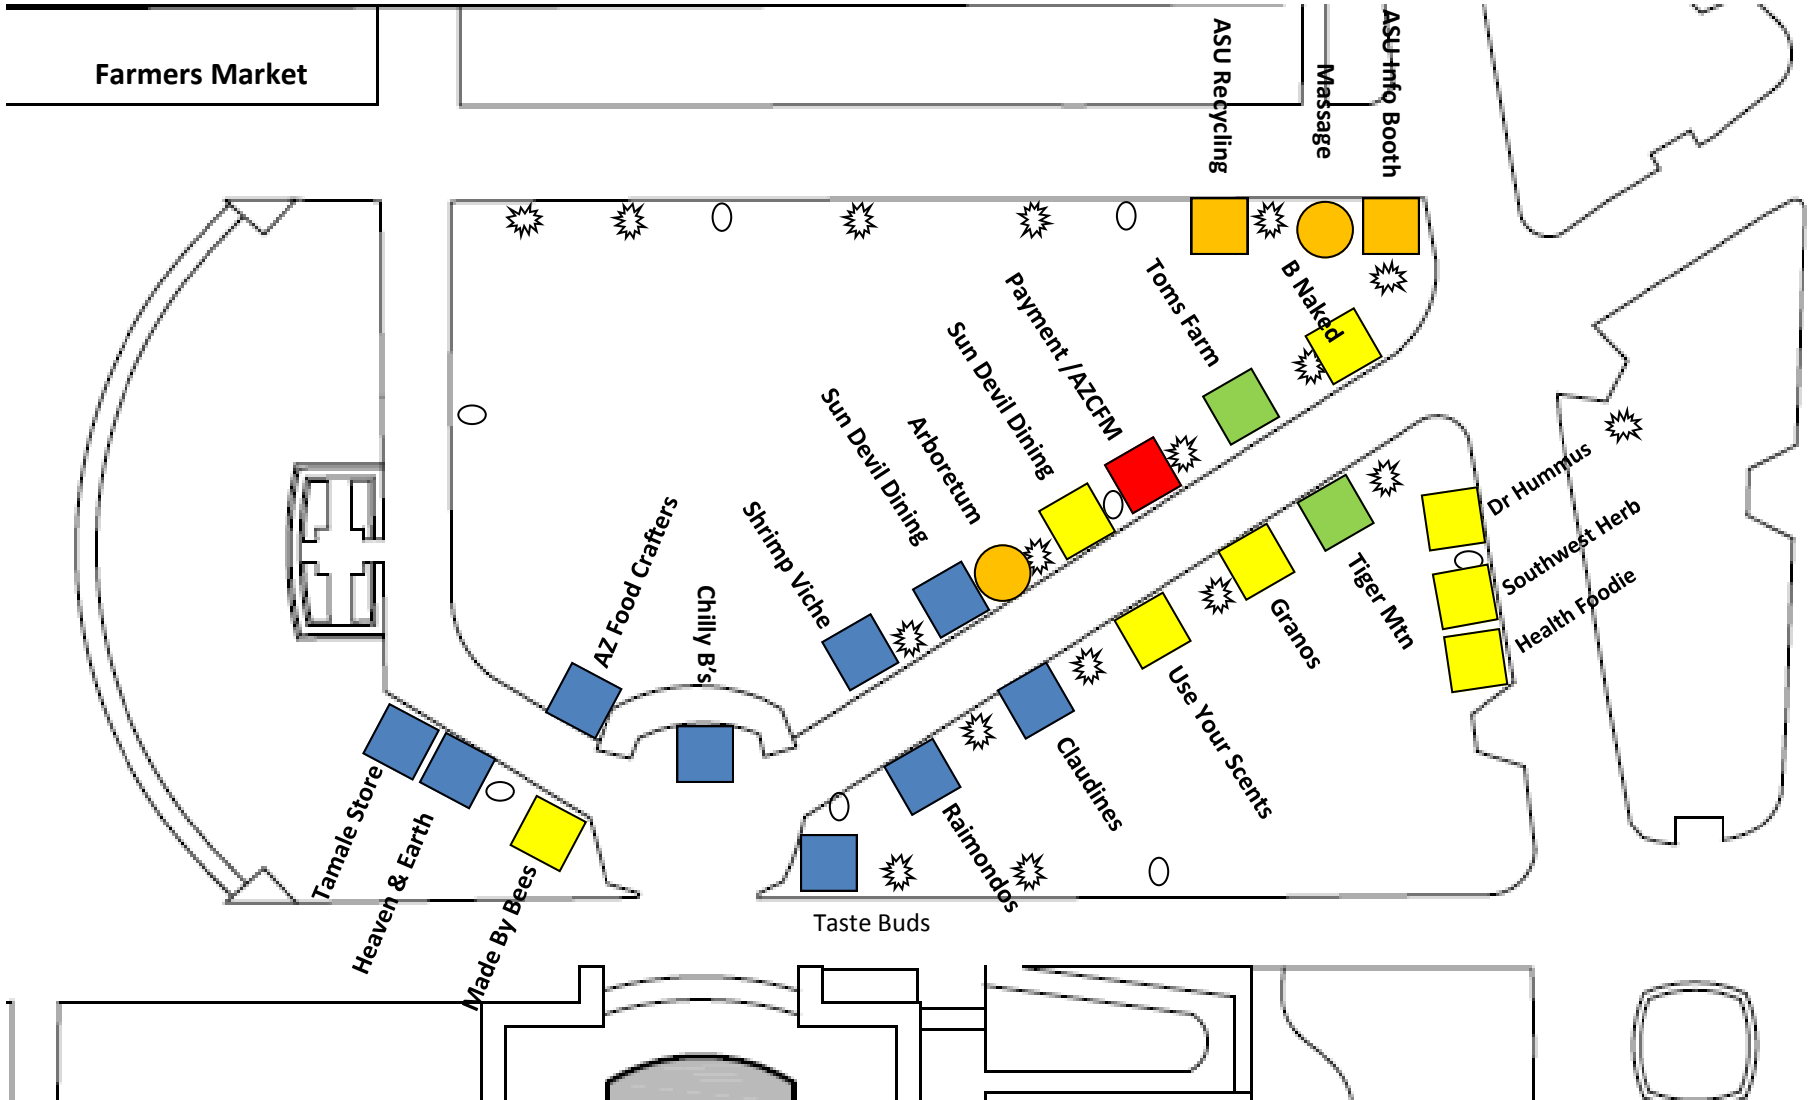 Farmers Market
ASU Recycling
Massage
ASU Info Booth
B Naked
Toms Farm
Payment /AZCFM
Sun Devil Dining
Arboretum
Sun Devil Dining
Shrimp Viche
Chilly B's
AZ Food Crafters
Dr Hummus
Southwest Herb
Health Foodie
Tiger Mtn
Granos
Use Your Scents
Claudines
Raimondos
Taste Buds
Tamale Store
Heaven & Earth
Made By Bees